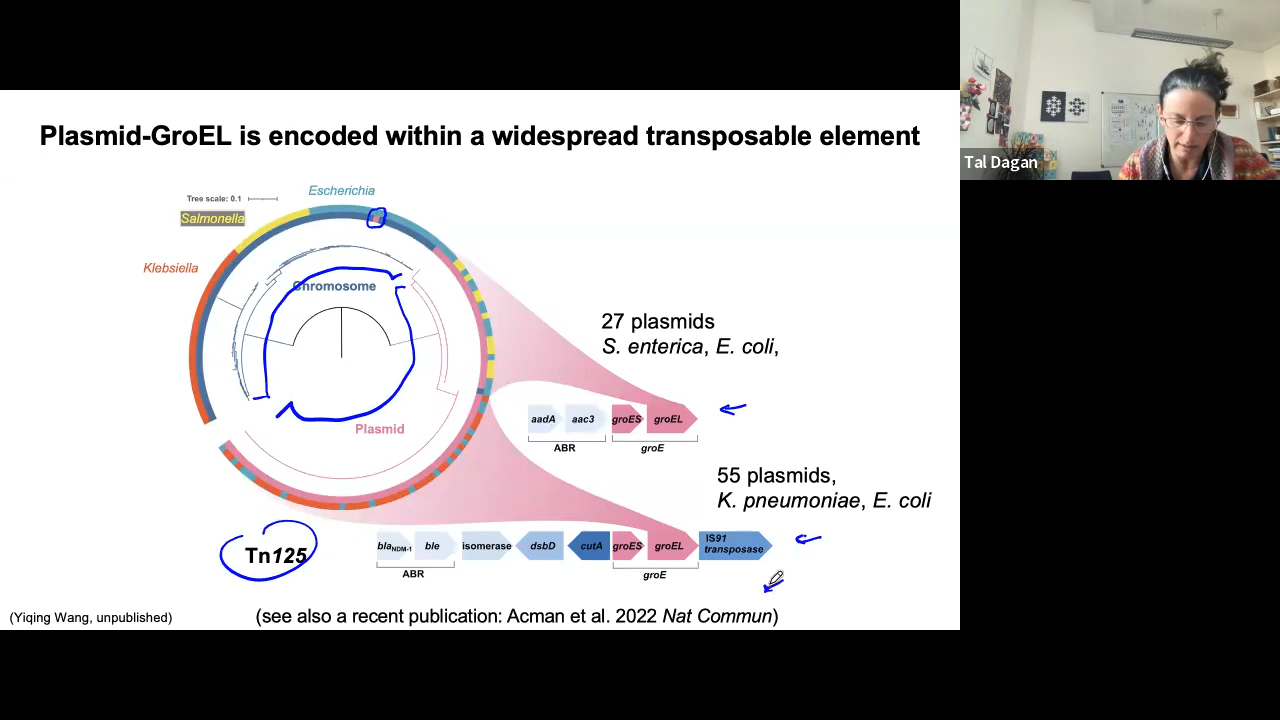 Plasmid-GroEL is encoded within a widespread transposable element
Tal Dagan
Tree scale: 0.1
Escherichia
Salmonella
Klebsiella
Chromosome
Plasmid
27 plasmids
S. enterica, E. coli,
aadA aac3 groES groEL
ABR groE
55 plasmids,
K. pneumoniae, E. coli
Tn125
blaNDM-1 ble isomerase dsbD cutA groES groEL IS91 transposase
ABR groE
(Yiqing Wang, unpublished)
(see also a recent publication: Acman et al. 2022 Nat Commun)